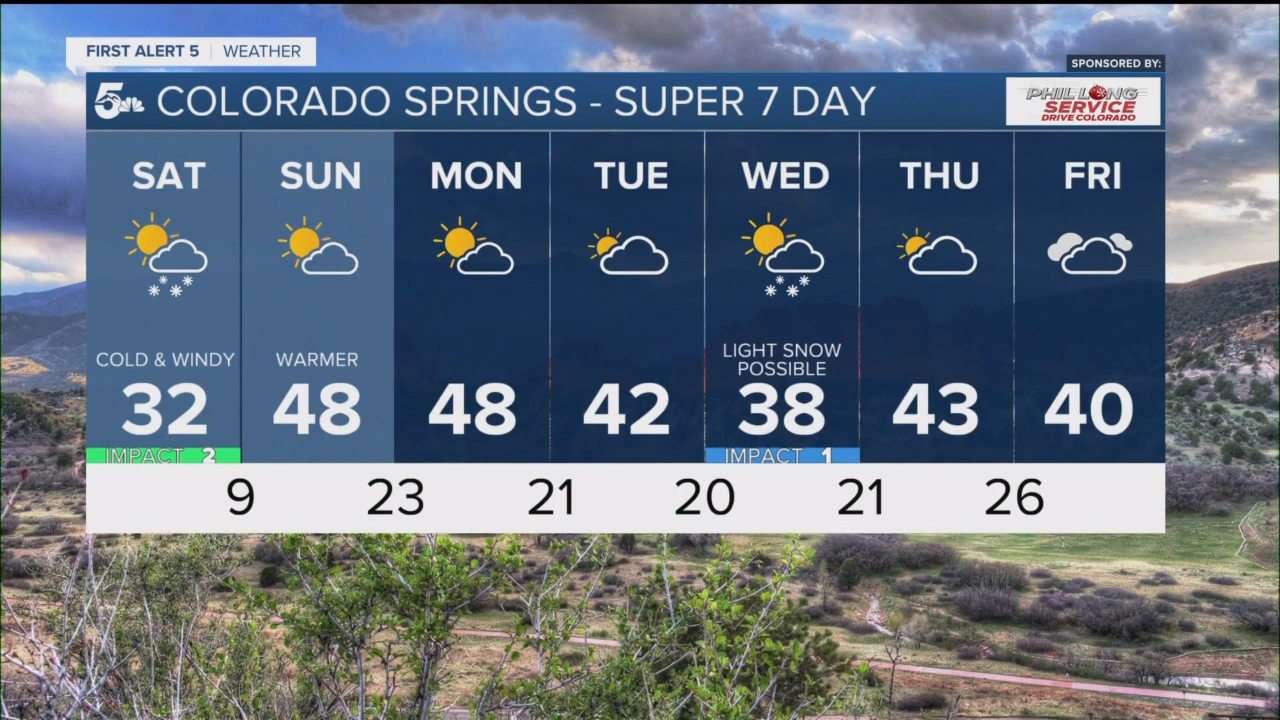 FIRST ALERT 5 | WEATHER
SPONSORED BY:
5 COLORADO SPRINGS - SUPER 7 DAY
PHIL LONG
SERVICE
DRIVE COLORADO
SAT SUN MON TUE WED THU FRI
COLD & WINDY WARMER LIGHT SNOW
POSSIBLE
32 48 48 42 38 43 40
IMPACT 2 IMPACT 1
9 23 21 20 21 26